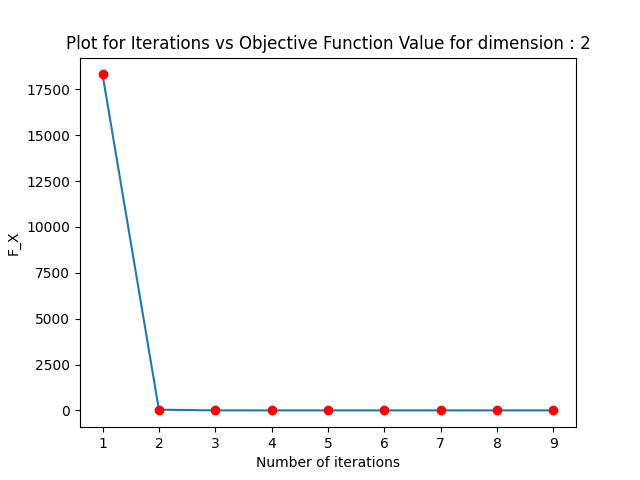 Plot for Iterations vs Objective Function Value for dimension : 2
17500
15000
12500
10000
7500
5000
2500
0
F_X
1 2 3 4 5 6 7 8 9
Number of iterations